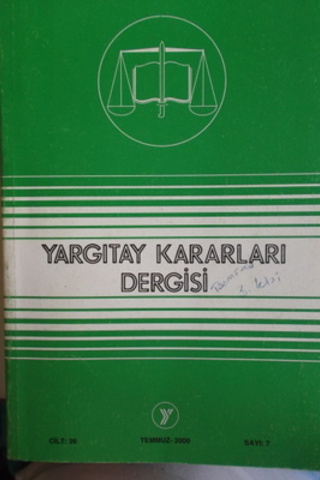 YARGITAY KARARLARI
DERGİSİ
CİLT: 26
TEMMUZ-2000
SAYI: 7